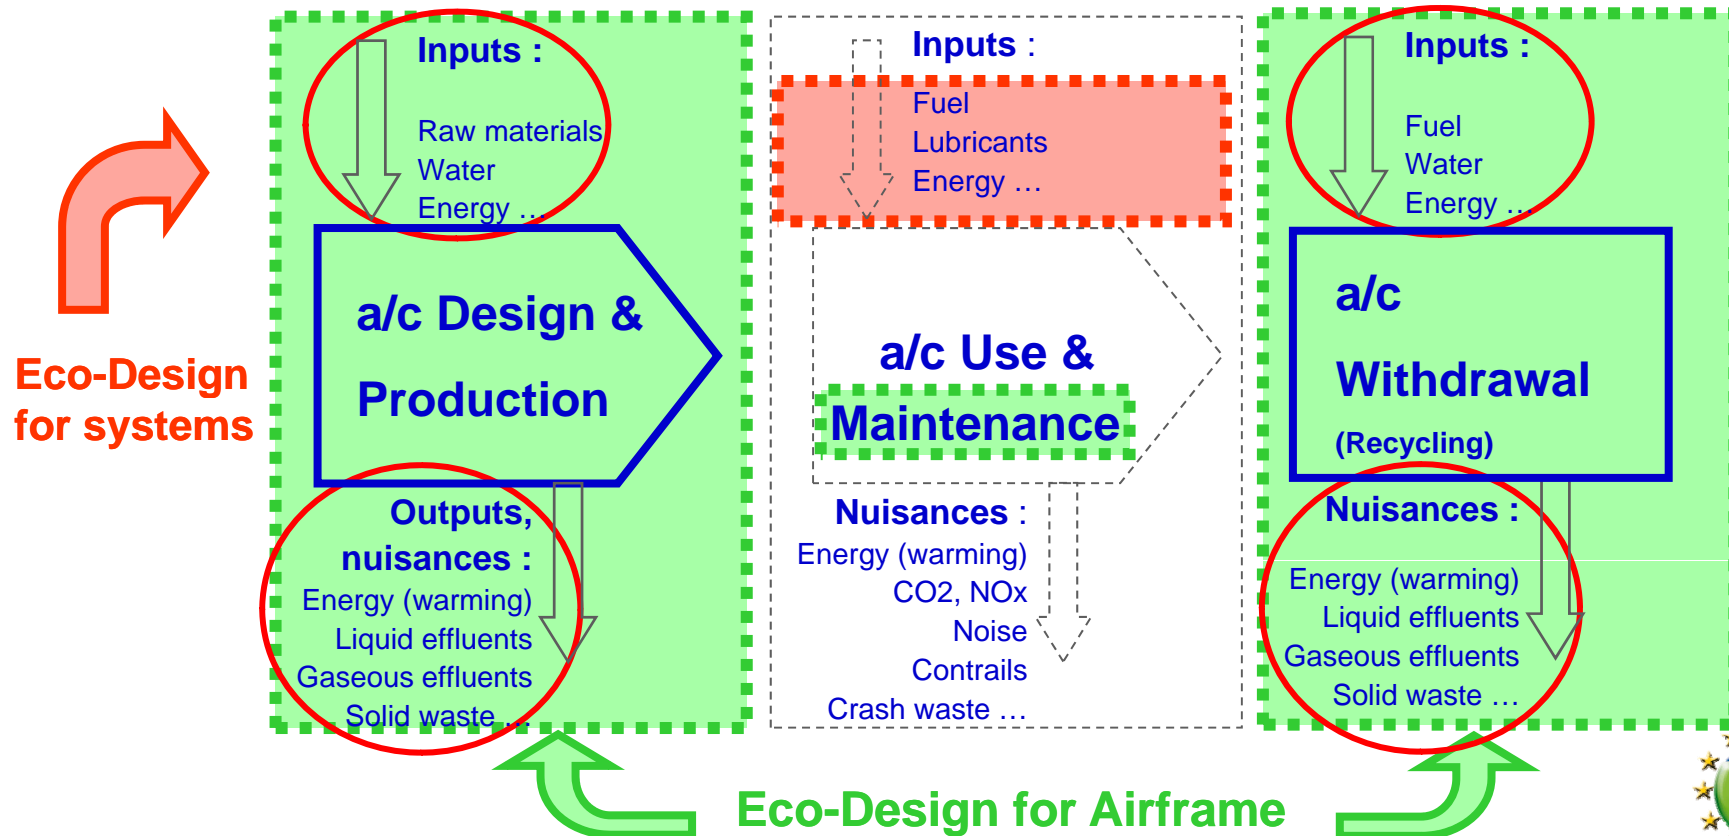 Inputs :
Raw materials
Water
Energy …
a/c Design &
Production
Outputs,
nuisances :
Energy (warming)
Liquid effluents
Gaseous effluents
Solid waste …
Inputs :
Fuel
Lubricants
Energy …
a/c Use &
Maintenance
Nuisances :
Energy (warming)
CO2, NOx
Noise
Contrails
Crash waste …
Inputs :
Fuel
Water
Energy …
a/c
Withdrawal
(Recycling)
Nuisances :
Energy (warming)
Liquid effluents
Gaseous effluents
Solid waste …
Eco-Design
for systems
Eco-Design for Airframe